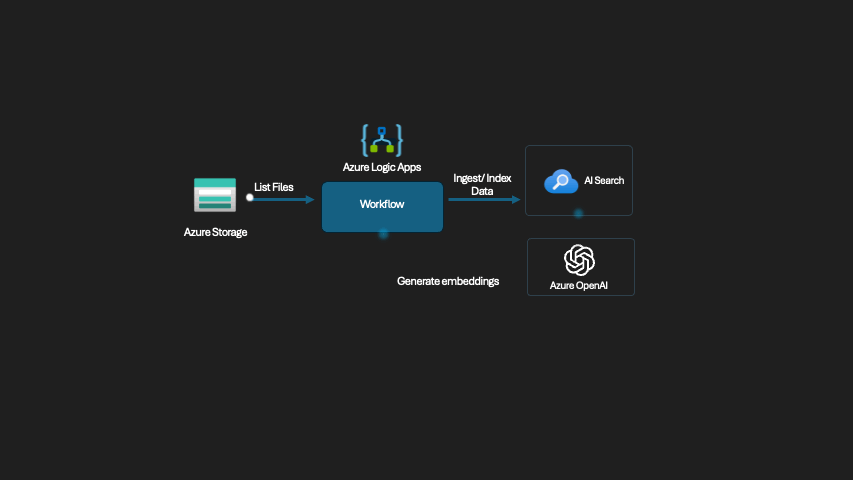 Azure Logic Apps
List Files
Ingest/ Index
Data
AI Search
Workflow
Azure Storage
Generate embeddings
Azure OpenAI